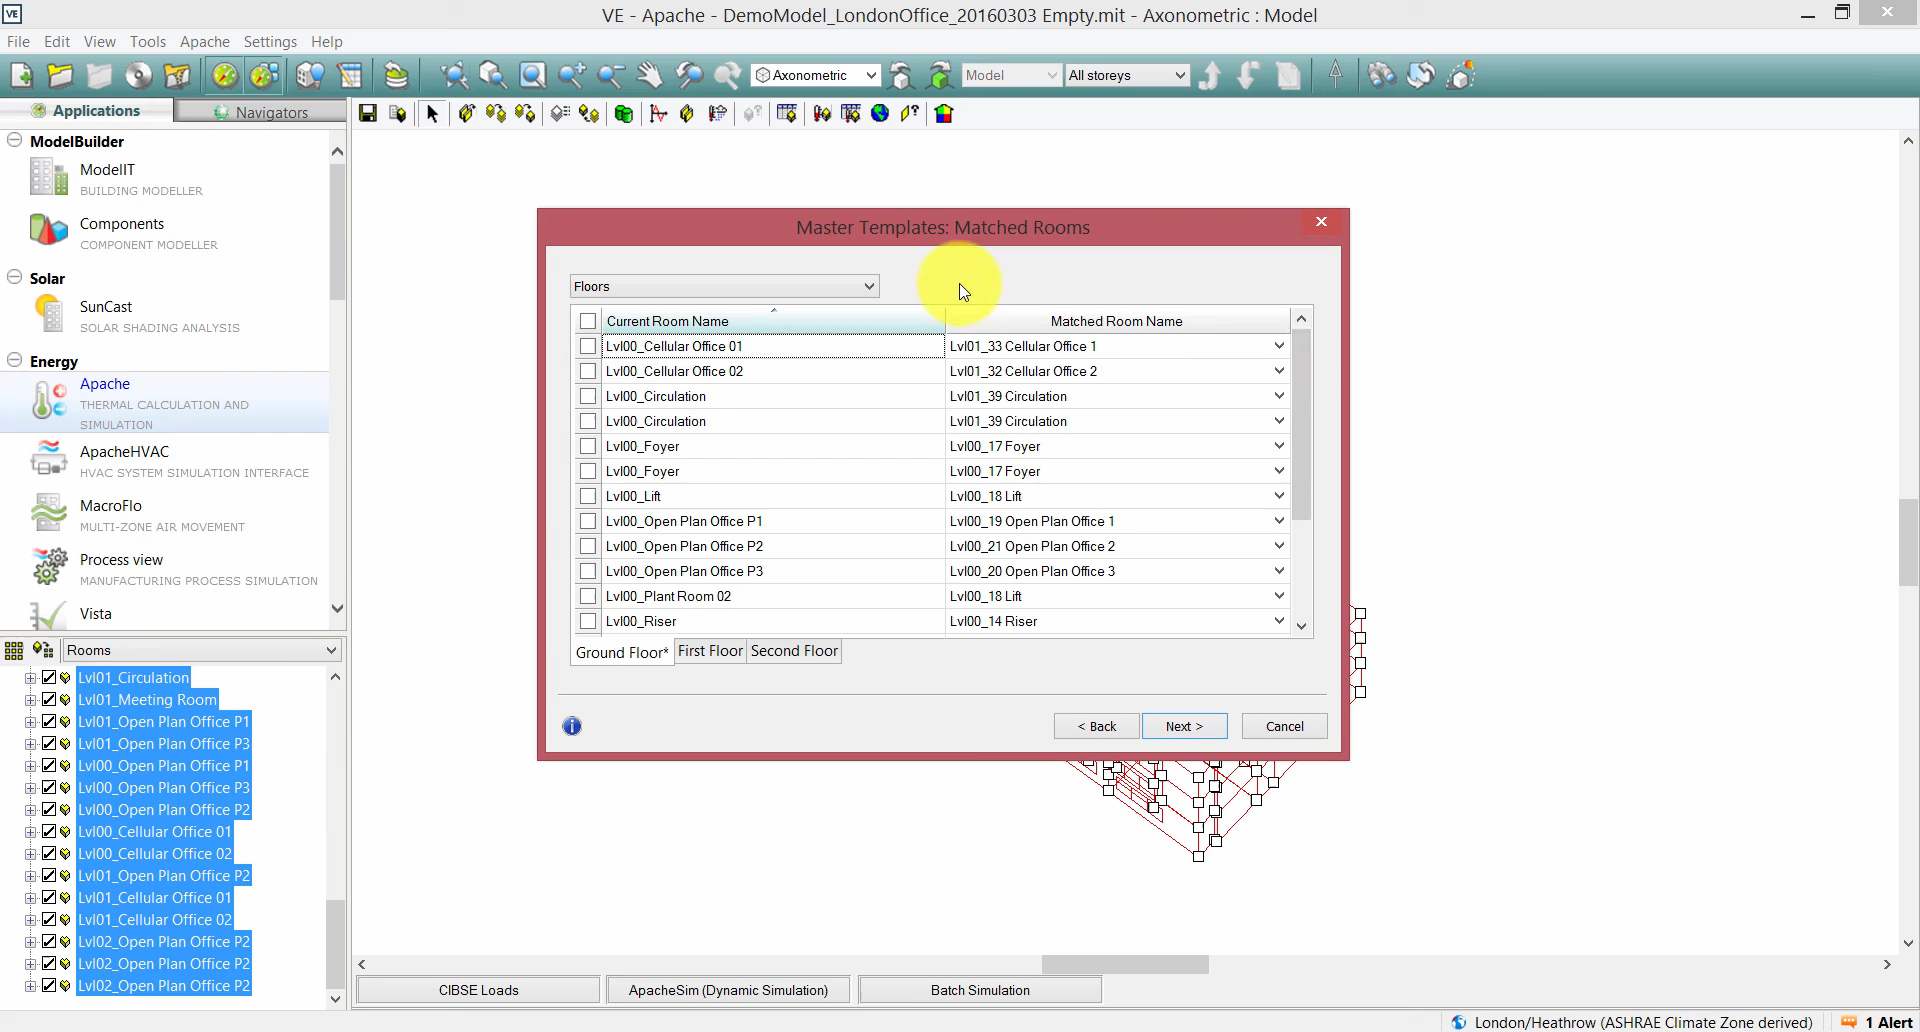 VE VE - Apache - DemoModel_LondonOffice_20160303 Empty.mit - Axonometric : Model
File Edit View Tools Apache Settings Help
Axonometric Model All storeys
Applications Navigators
ModelBuilder
ModelIT
BUILDING MODELLER
Components
COMPONENT MODELLER
Solar
SunCast
SOLAR SHADING ANALYSIS
Energy
Apache
THERMAL CALCULATION AND
SIMULATION
ApacheHVAC
HVAC SYSTEM SIMULATION INTERFACE
MacroFlo
MULTI-ZONE AIR MOVEMENT
Process view
MANUFACTURING PROCESS SIMULATION
Vista
Rooms
Lvl01_Circulation
Lvl01_Meeting Room
Lvl01_Open Plan Office P1
Lvl01_Open Plan Office P3
Lvl00_Open Plan Office P1
Lvl00_Open Plan Office P3
Lvl00_Open Plan Office P2
Lvl00_Cellular Office 01
Lvl00_Cellular Office 02
Lvl01_Open Plan Office P2
Lvl01_Cellular Office 01
Lvl01_Cellular Office 02
Lvl02_Open Plan Office P2
Lvl02_Open Plan Office P2
Lvl02_Open Plan Office P2
Master Templates: Matched Rooms
Floors
Current Room Name Matched Room Name
Lvl00_Cellular Office 01 Lvl01_33 Cellular Office 1
Lvl00_Cellular Office 02 Lvl01_32 Cellular Office 2
Lvl00_Circulation Lvl01_39 Circulation
Lvl00_Circulation Lvl01_39 Circulation
Lvl00_Foyer Lvl00_17 Foyer
Lvl00_Foyer Lvl00_17 Foyer
Lvl00_Lift Lvl00_18 Lift
Lvl00_Open Plan Office P1 Lvl00_19 Open Plan Office 1
Lvl00_Open Plan Office P2 Lvl00_21 Open Plan Office 2
Lvl00_Open Plan Office P3 Lvl00_20 Open Plan Office 3
Lvl00_Plant Room 02 Lvl00_18 Lift
Lvl00_Riser Lvl00_14 Riser
Ground Floor* First Floor Second Floor
< Back Next > Cancel
CIBSE Loads ApacheSim (Dynamic Simulation) Batch Simulation
London/Heathrow (ASHRAE Climate Zone derived) 1 Alert